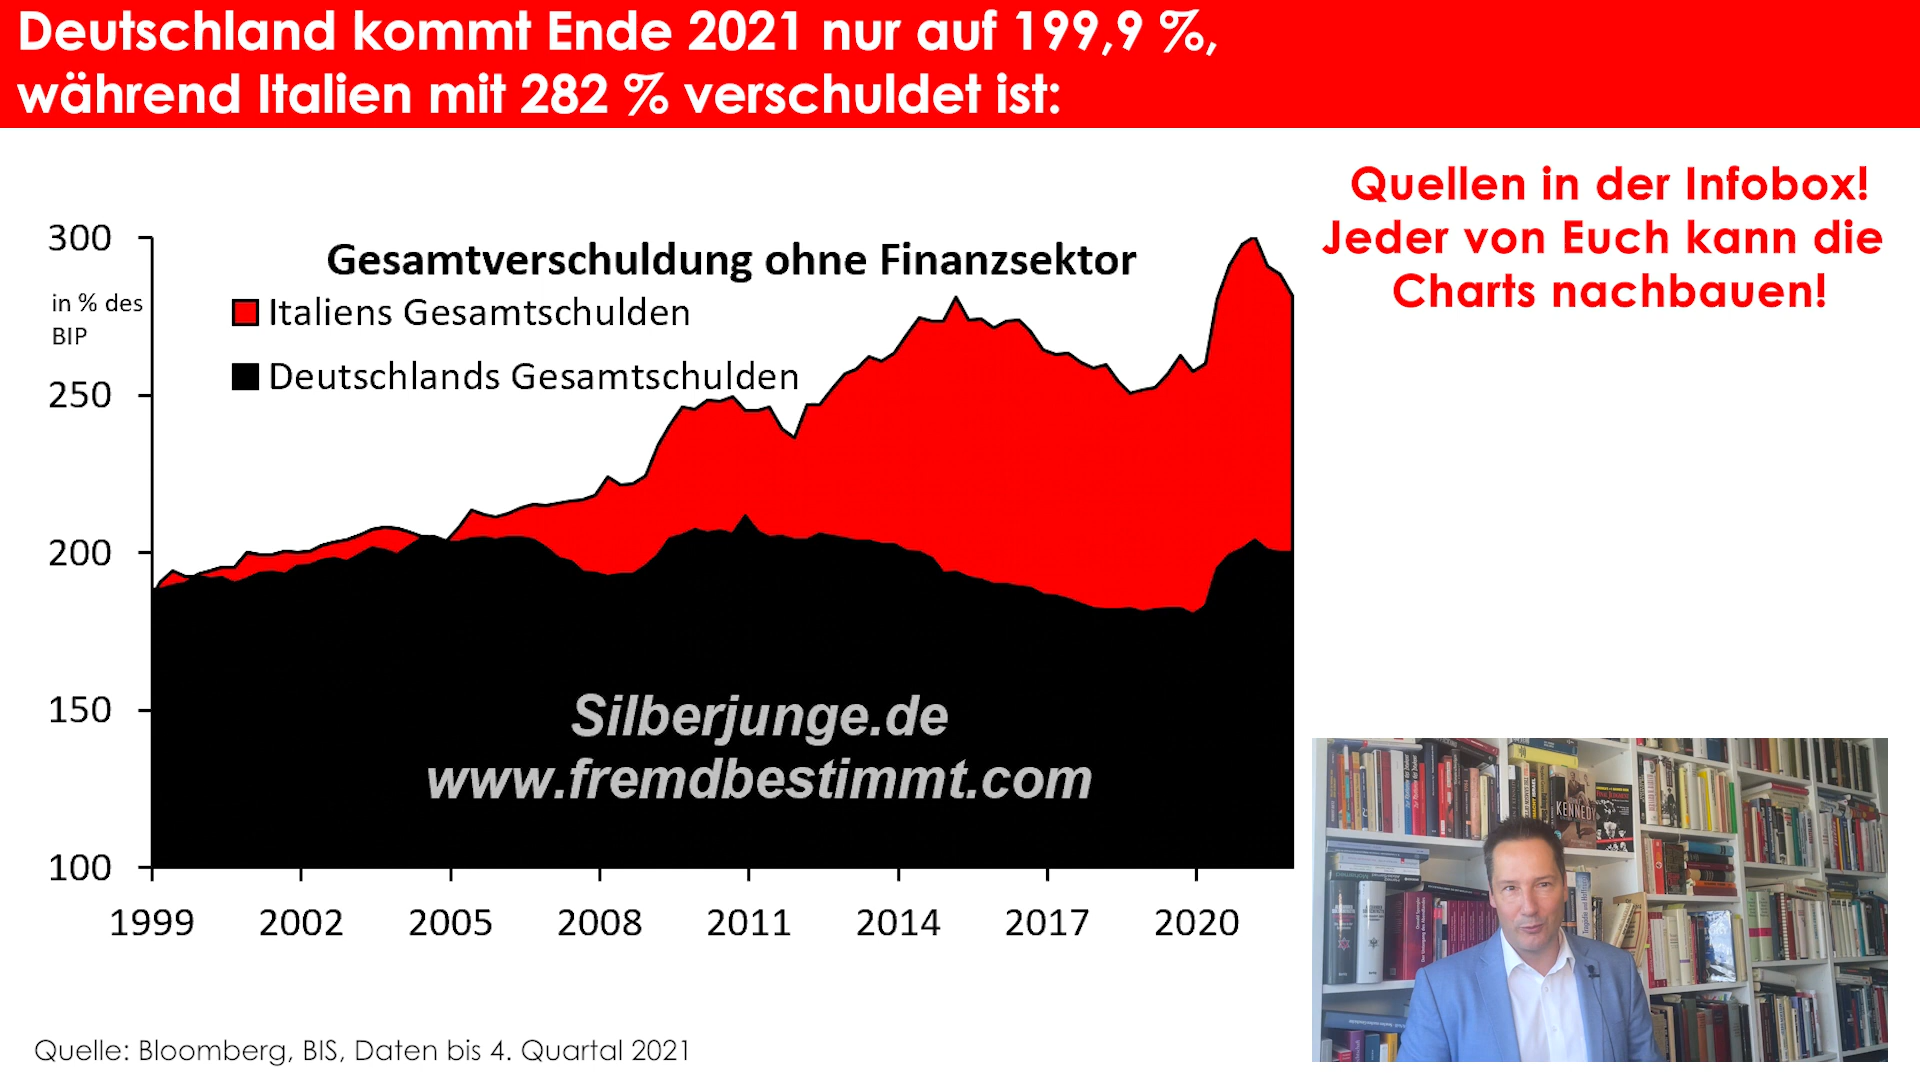 Deutschland kommt Ende 2021 nur auf 199,9 %,
während Italien mit 282 % verschuldet ist:
Quellen in der Infobox!
Jeder von Euch kann die
Charts nachbauen!
Gesamtverschuldung ohne Finanzsektor
in % des
BIP
Italiens Gesamtschulden
Deutschlands Gesamtschulden
300
250
200
150
100
Silberjunge.de
www.fremdbestimmt.com
1999 2002 2005 2008 2011 2014 2017 2020
KENNEDY
Quelle: Bloomberg, BIS, Daten bis 4. Quartal 2021